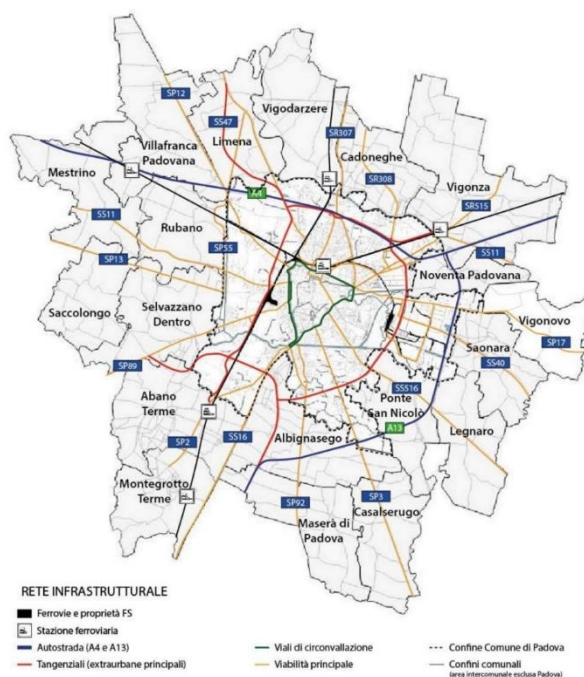 SP12
Vigodarzere
SS47
Limena
SR307
Villafranca
Padovana
Cadoneghe
Mestrino
SR308
Vigonza
A4
SR515
SS11
Rubano
SP55
SS11
SP13
Noventa Padovana
Saccolongo
Selvazzano
Dentro
Vigonovo
SP17
Saonara
SP89
SS40
Abano
Terme
SS516
Ponte
San Nicolò
SP2
SS16
Albignasego
A13
Legnaro
Montegrotto
Terme
SP92
SP3
Casalserugo
Maserà di
Padova
RETE INFRASTRUTTURALE
Ferrovie e proprietà FS
Stazione ferroviaria
Autostrada (A4 e A13)
Viali di circonvallazione
Confine Comune di Padova
Tangenziali (extraurbane principali)
Viabilità principale
Confini comunali
(area intercomunale esclusa Padova)